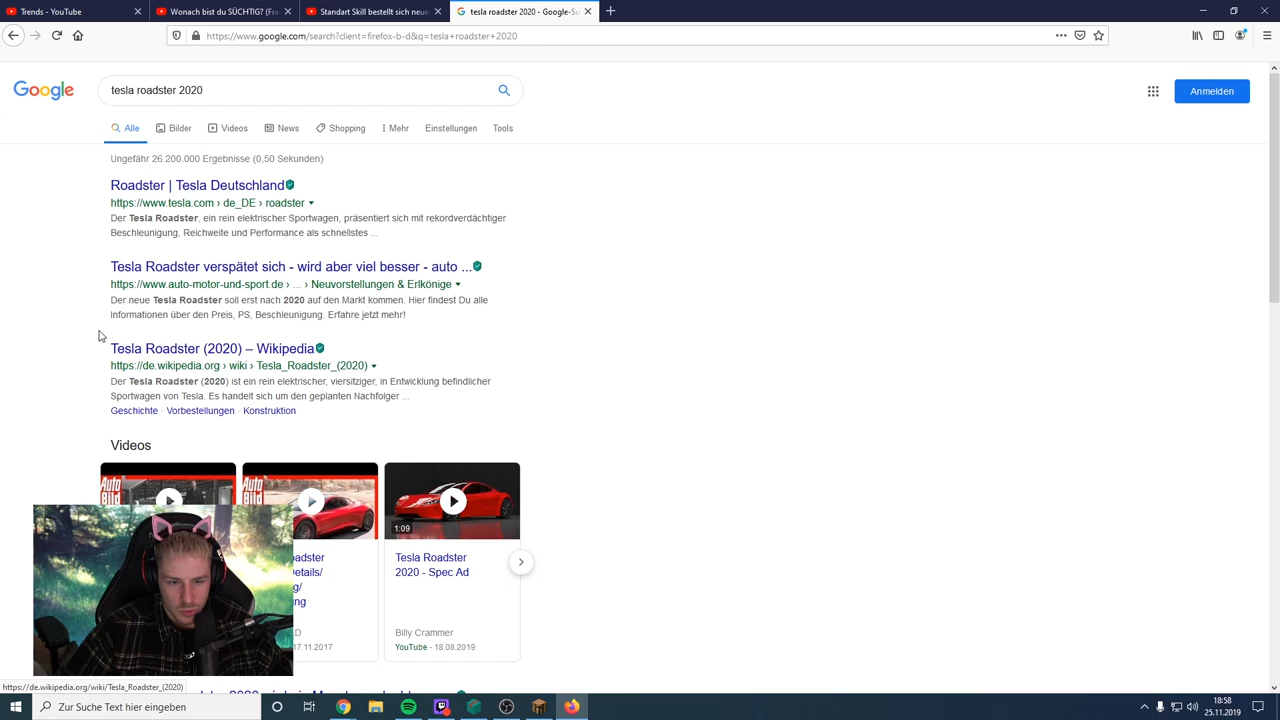 Trends - YouTube
Wonach bist du SÜCHTIG? (Fra
Standart Skill bestellt sich neue
tesla roadster 2020 – Google-Su
https://www.google.com/search?client=firefox-b-d&q=tesla+roadster+2020
Google
tesla roadster 2020
Anmelden
Alle
Bilder
Videos
News
Shopping
Mehr
Einstellungen
Tools
Ungefähr 26.200.000 Ergebnisse (0,50 Sekunden)
Roadster | Tesla Deutschland
https://www.tesla.com › de_DE › roadster
Der Tesla Roadster, ein rein elektrischer Sportwagen, präsentiert sich mit rekordverdächtiger
Beschleunigung, Reichweite und Performance als schnellstes ...
Tesla Roadster verspätet sich - wird aber viel besser - auto ...
https://www.auto-motor-und-sport.de › ... › Neuvorstellungen & Erlkönige
Der neue Tesla Roadster soll erst nach 2020 auf den Markt kommen. Hier findest Du alle
Informationen über den Preis, PS, Beschleunigung. Erfahre jetzt mehr!
Tesla Roadster (2020) – Wikipedia
https://de.wikipedia.org › wiki › Tesla_Roadster_(2020)
Der Tesla Roadster (2020) ist ein rein elektrischer, viersitziger, in Entwicklung befindlicher
Sportwagen von Tesla. Es handelt sich um den geplanten Nachfolger ...
Geschichte · Vorbestellungen · Konstruktion
Videos
Auto
Bild
Auto
Bild
1:09
Tesla Roadster
2020 - Spec Ad
Billy Crammer
YouTube - 18.08.2019
17.11.2017
https://de.wikipedia.org/wiki/Tesla_Roadster_(2020)
Zur Suche Text hier eingeben
18:58
25.11.2019